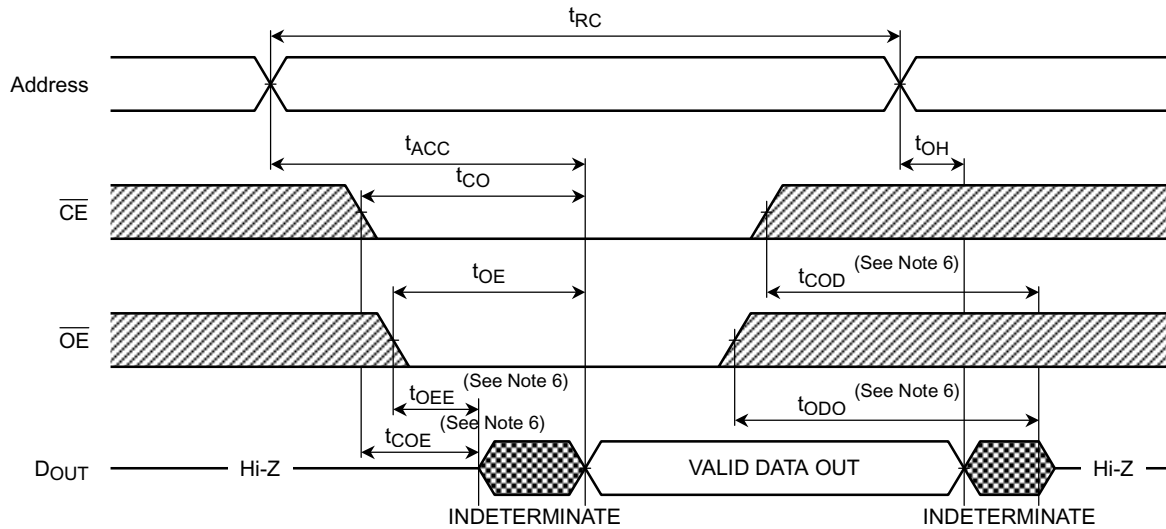 tRC
Address
tACC
tOH
tCO
CE
tCOD (See Note 6)
tOE
OE
tOEE (See Note 6)
tODO (See Note 6)
tCOE (See Note 6)
DOUT Hi-Z VALID DATA OUT Hi-Z
INDETERMINATE INDETERMINATE